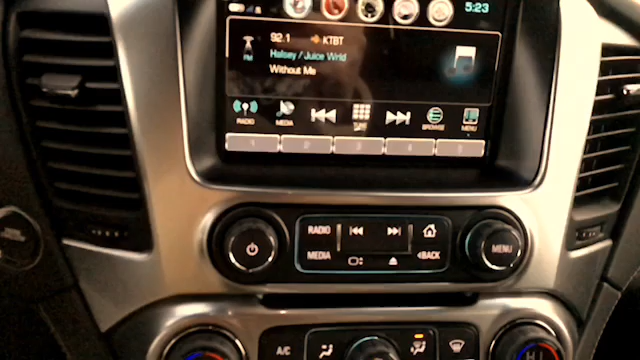 5:23
92.1 KTBT
FM
Halsey / Juice Wrld
Without Me
RADIO MEDIA BROWSE MENU
1 2 3 4 5
RADIO
MEDIA BACK
MENU
A/C